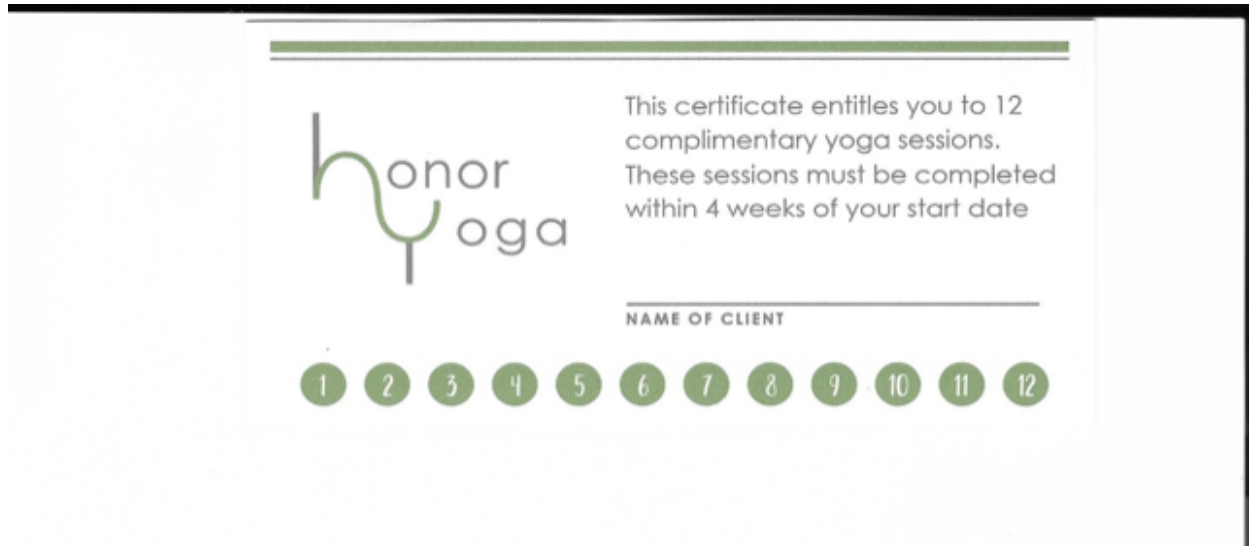 honor
yoga
This certificate entitles you to 12
complimentary yoga sessions.
These sessions must be completed
within 4 weeks of your start date
NAME OF CLIENT
1 2 3 4 5 6 7 8 9 10 11 12